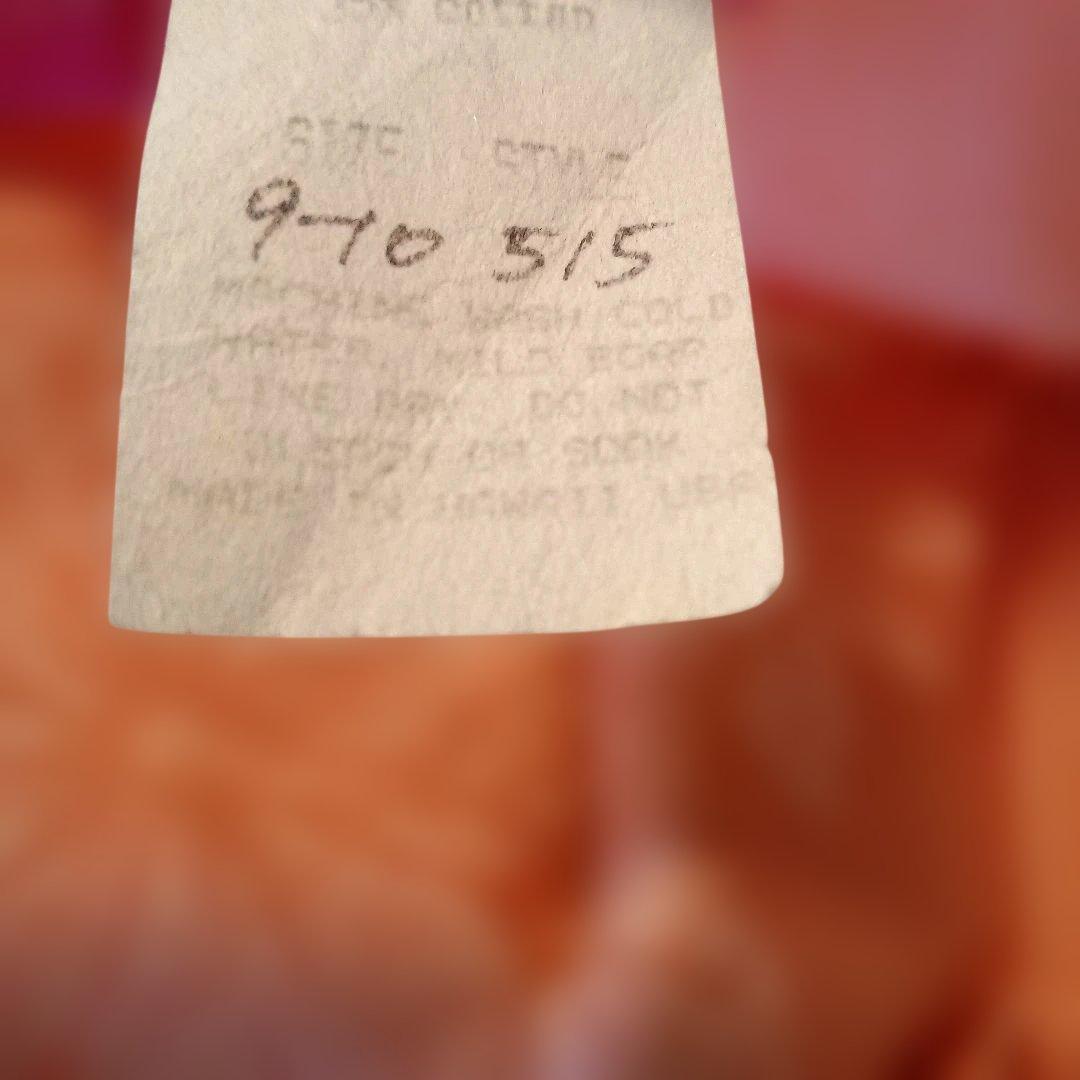 Cotton
SIZE STYLE
9-10 515
MACHINE WASH COLD
WATER. MILD SOAP
LINE DRY. DO NOT
OR SOAK
MADE IN HAWAII USA